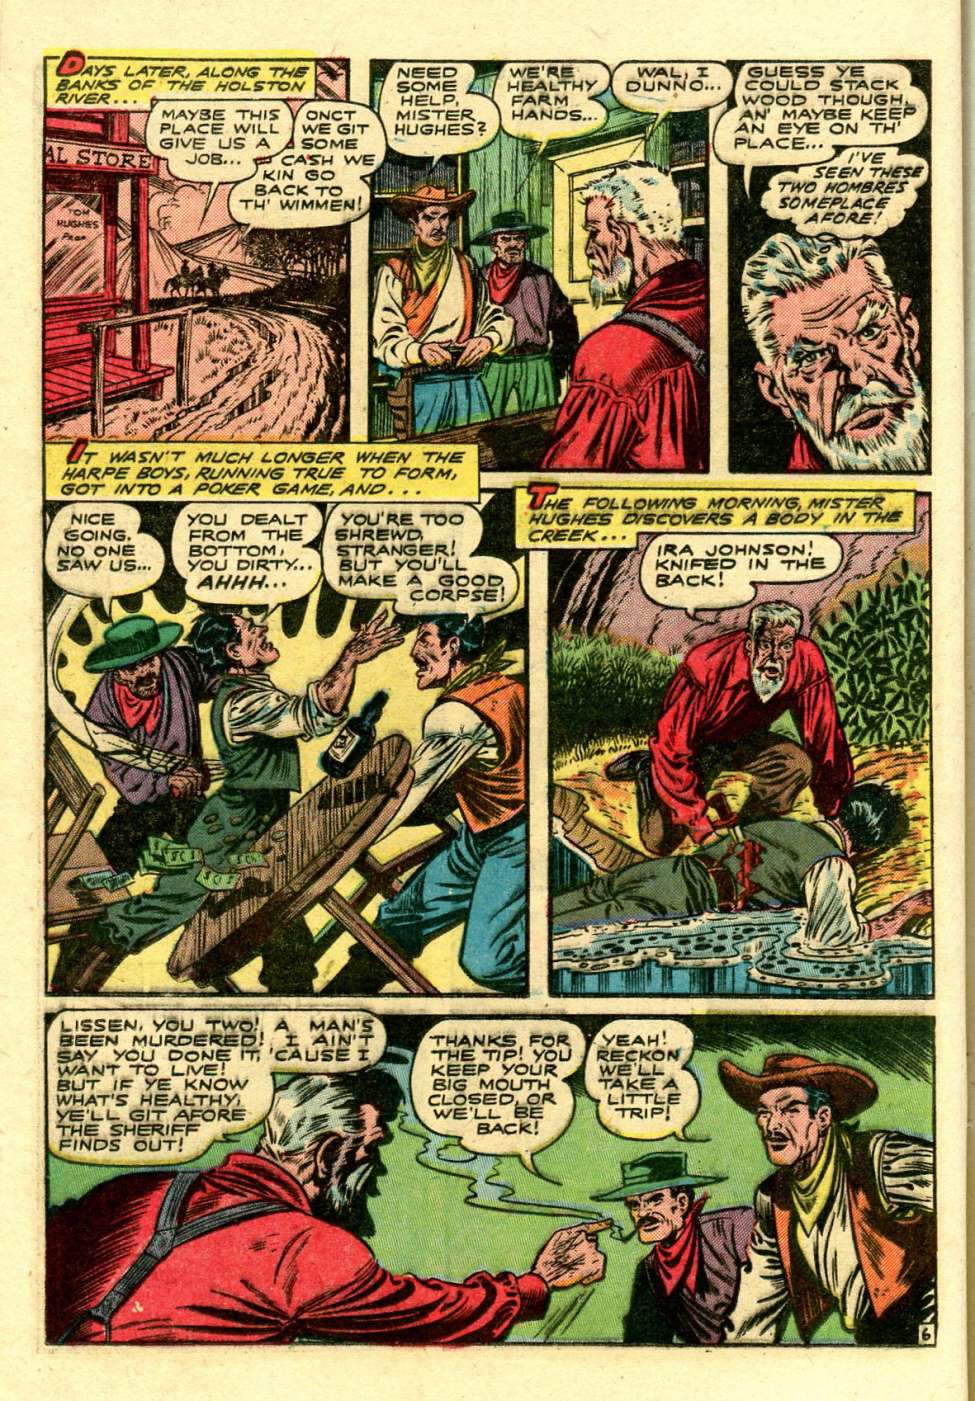 DAYS LATER, ALONG THE
BANKS OF THE HOLSTON
RIVER...
MAYBE THIS
PLACE WILL
GIVE US A
JOB...
ONCT
WE GIT
SOME
CASH WE
KIN GO
BACK TO
TH' WIMMEN!
AL STORE
TOM
HUGHES
PROP
NEED
SOME
HELP,
MISTER
HUGHES?
WE'RE
HEALTHY
FARM
HANDS...
WAL, I
DUNNO...
GUESS YE
COULD STACK
WOOD THOUGH,
AN' MAYBE KEEP
AN EYE ON TH'
PLACE...
I'VE
SEEN THESE
TWO HOMBRES
SOMEPLACE
AFORE!
IT WASN'T MUCH LONGER WHEN THE
HARPE BOYS, RUNNING TRUE TO FORM,
GOT INTO A POKER GAME, AND...
NICE
GOING.
NO ONE
SAW US...
YOU DEALT
FROM THE
BOTTOM,
YOU DIRTY...
AHHH...
YOU'RE TOO
SHREWD,
STRANGER!
BUT YOU'LL
MAKE A GOOD
CORPSE!
THE FOLLOWING MORNING, MISTER
HUGHES DISCOVERS A BODY IN THE
CREEK...
IRA JOHNSON!
KNIFED IN THE
BACK!
LISSEN, YOU TWO! A MAN'S
BEEN MURDERED! I AIN'T
SAY YOU DONE IT, 'CAUSE I
WANT TO LIVE!
BUT IF YE KNOW
WHAT'S HEALTHY,
YE'LL GIT AFORE
THE SHERIFF
FINDS OUT!
THANKS, FOR
THE TIP! YOU
KEEP YOUR
BIG MOUTH
CLOSED, OR
WE'LL BE
BACK!
YEAH!
RECKON
WE'LL
TAKE A
LITTLE
TRIP!
6